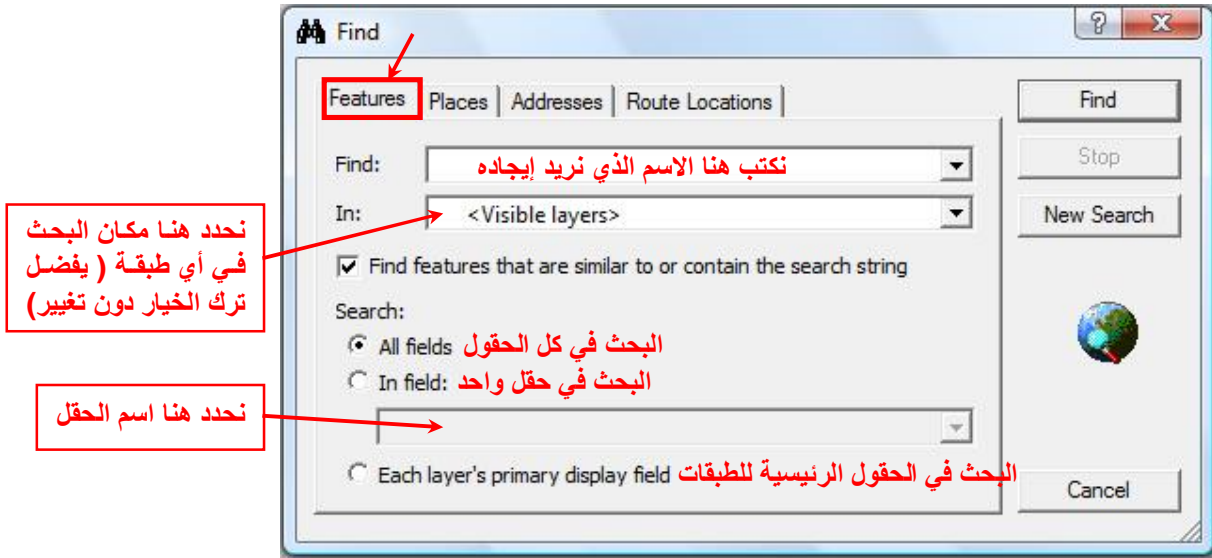 Find
Features Places Addresses Route Locations
Find
Find: نكتب هنا الاسم الذي نريد إيجاده
Stop
In: <Visible layers>
New Search
نحدد هنا مكان البحث
في أي طبقة ( يفضل
ترك الخيار دون تغيير)
Find features that are similar to or contain the search string
Search:
All fields البحث في كل الحقول
In field: البحث في حقل واحد
نحدد هنا اسم الحقل
Each layer's primary display field البحث في الحقول الرئيسية للطبقات
Cancel